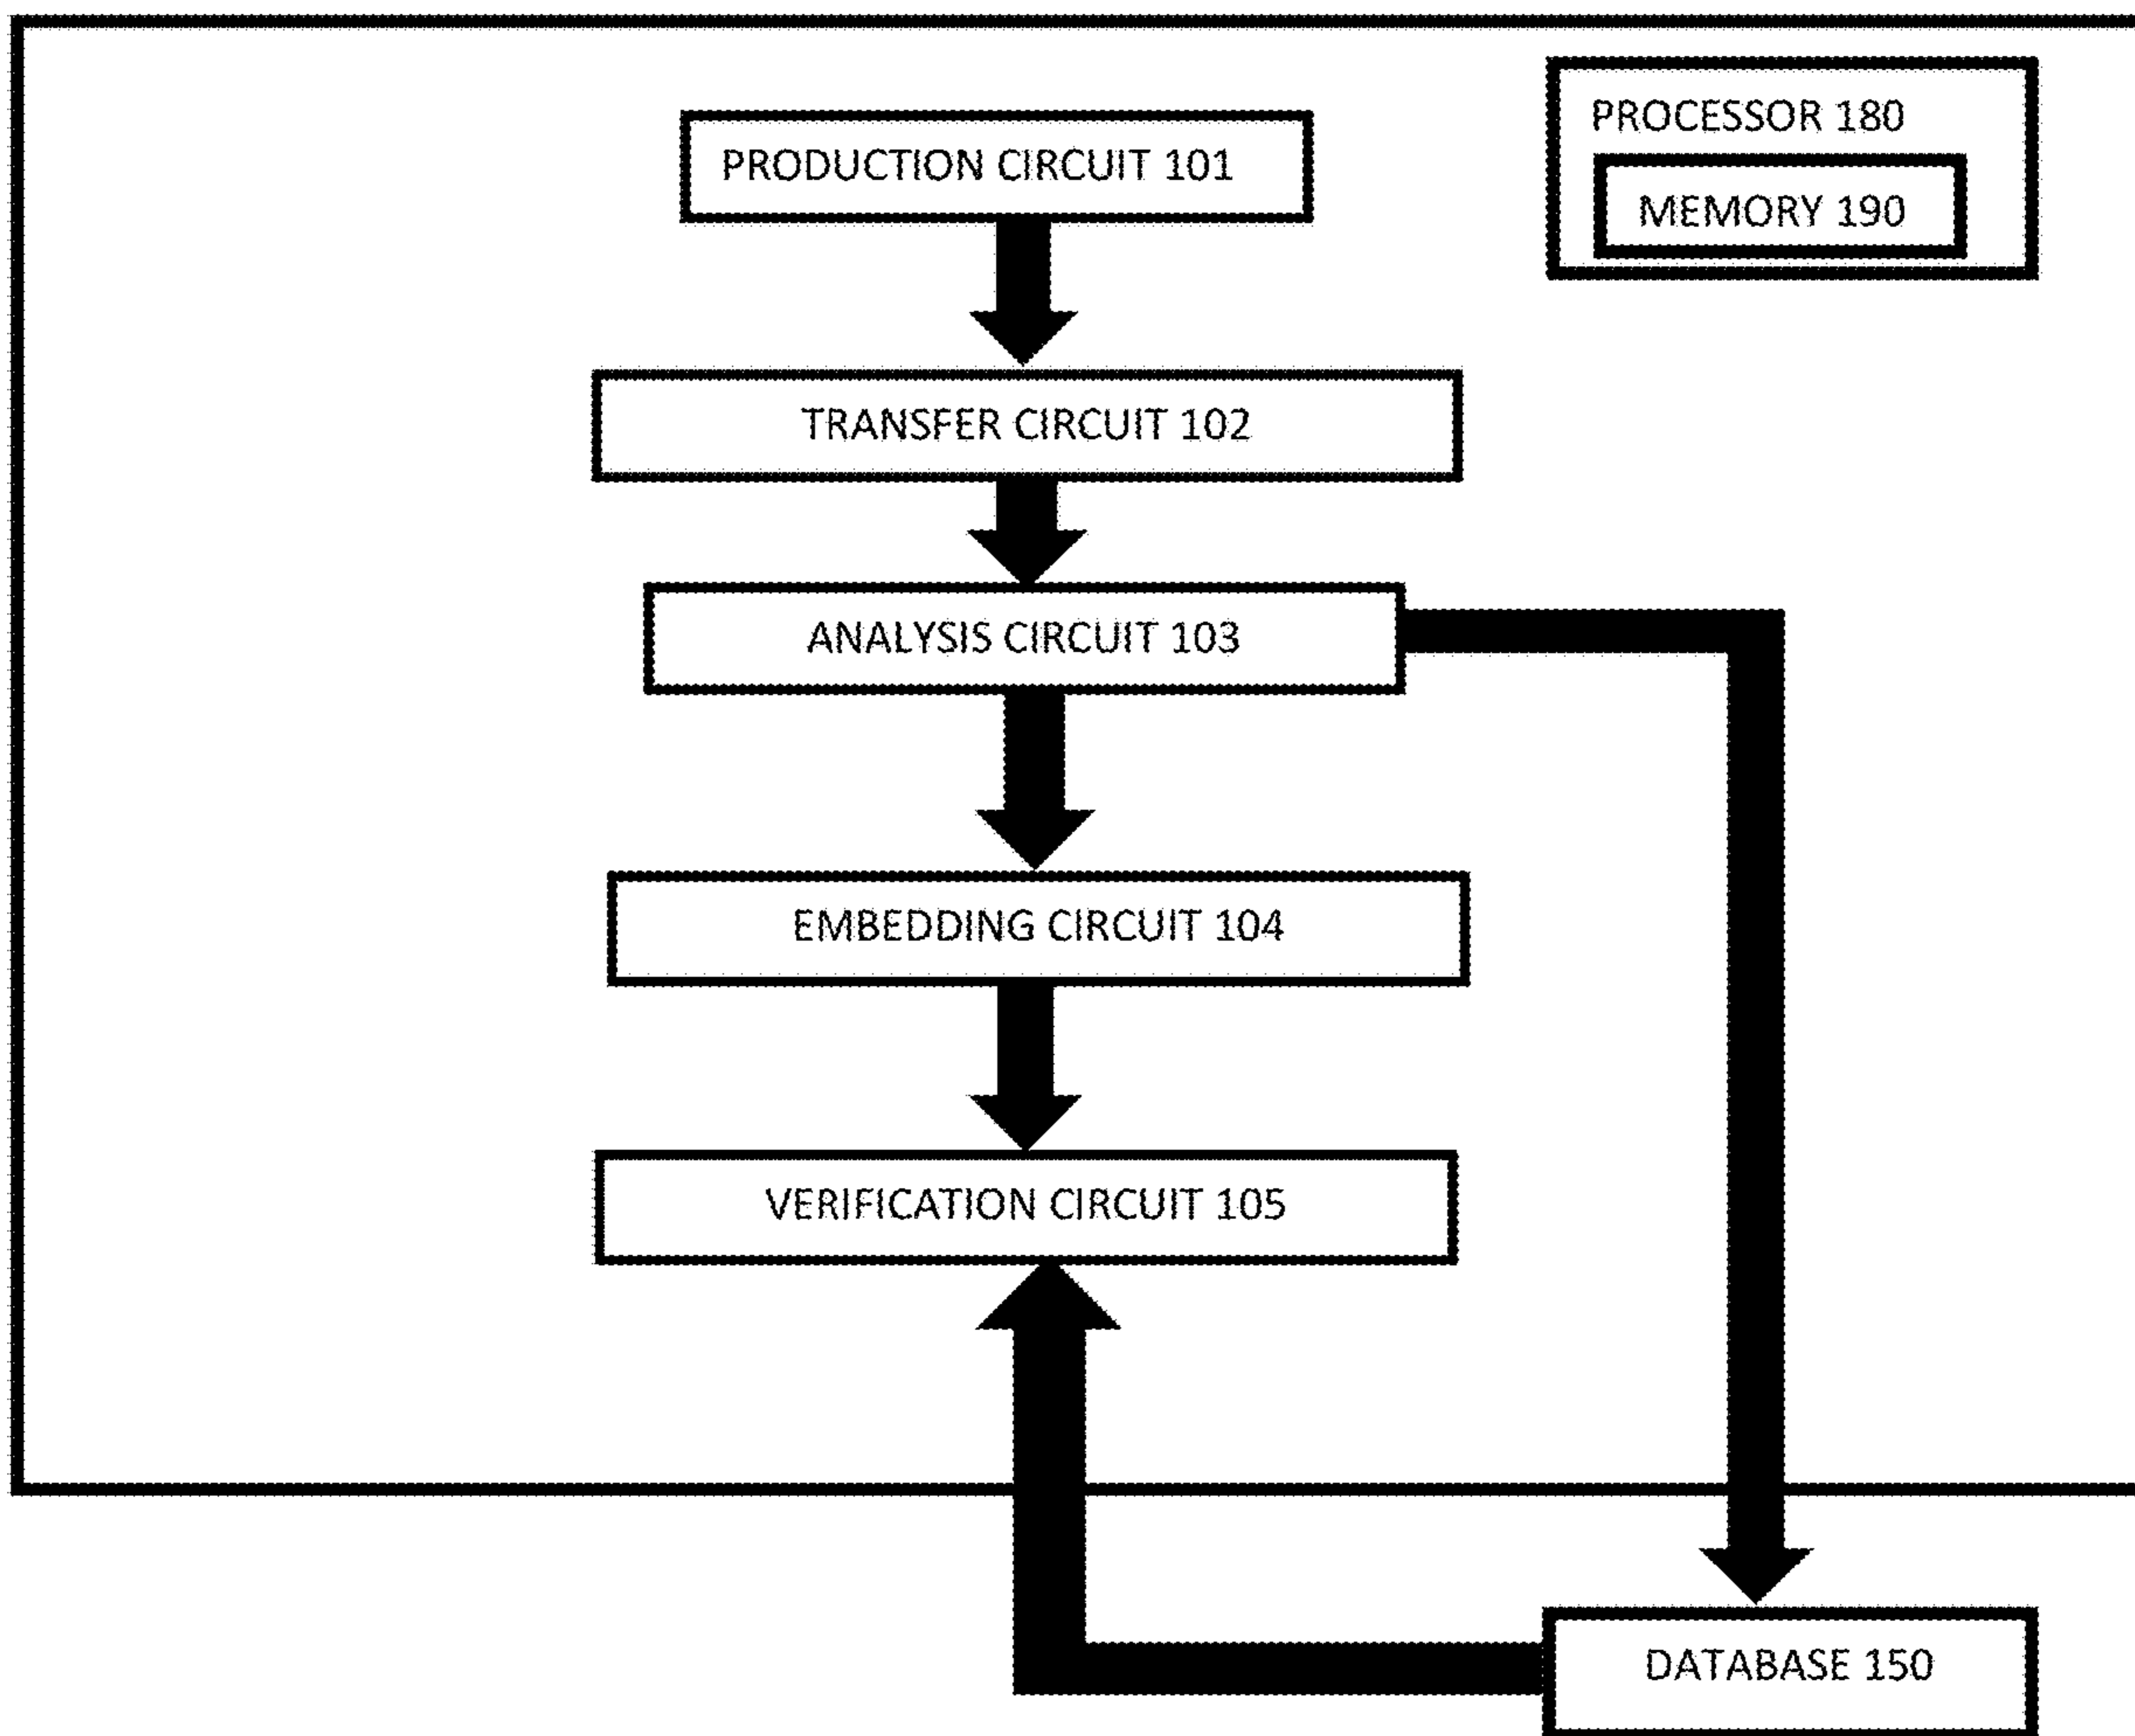 PROCESSOR 180
PRODUCTION CIRCUIT 101
MEMORY 190
TRANSFER CIRCUIT 102
ANALYSIS CIRCUIT 103
EMBEDDING CIRCUIT 104
VERIFICATION CIRCUIT 105
DATABASE 150